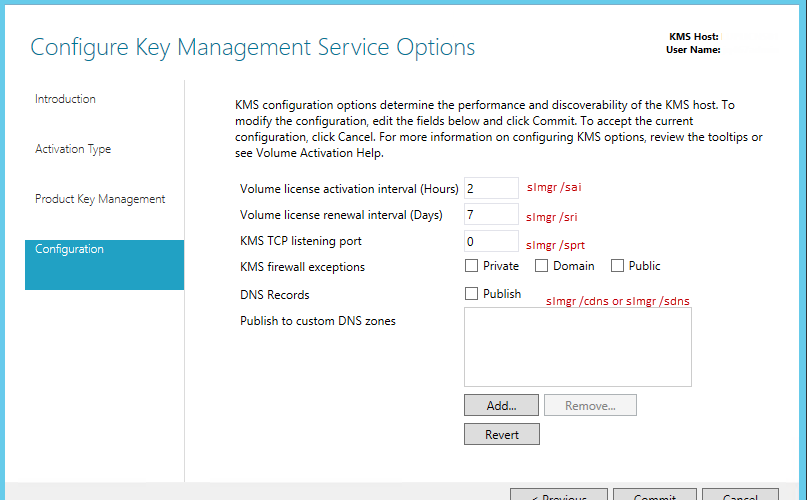 Configure Key Management Service Options
KMS Host:
User Name:
Introduction
Activation Type
Product Key Management
Configuration
KMS configuration options determine the performance and discoverability of the KMS host. To
modify the configuration, edit the fields below and click Commit. To accept the current
configuration, click Cancel. For more information on configuring KMS options, review the tooltips or
see Volume Activation Help.
Volume license activation interval (Hours) 2 slmgr /sai
Volume license renewal interval (Days) 7 slmgr /sri
KMS TCP listening port 0 slmgr /sprt
KMS firewall exceptions Private Domain Public
DNS Records Publish slmgr /cdns or slmgr /sdns
Publish to custom DNS zones
Add... Remove...
Revert
< Previous Commit Cancel